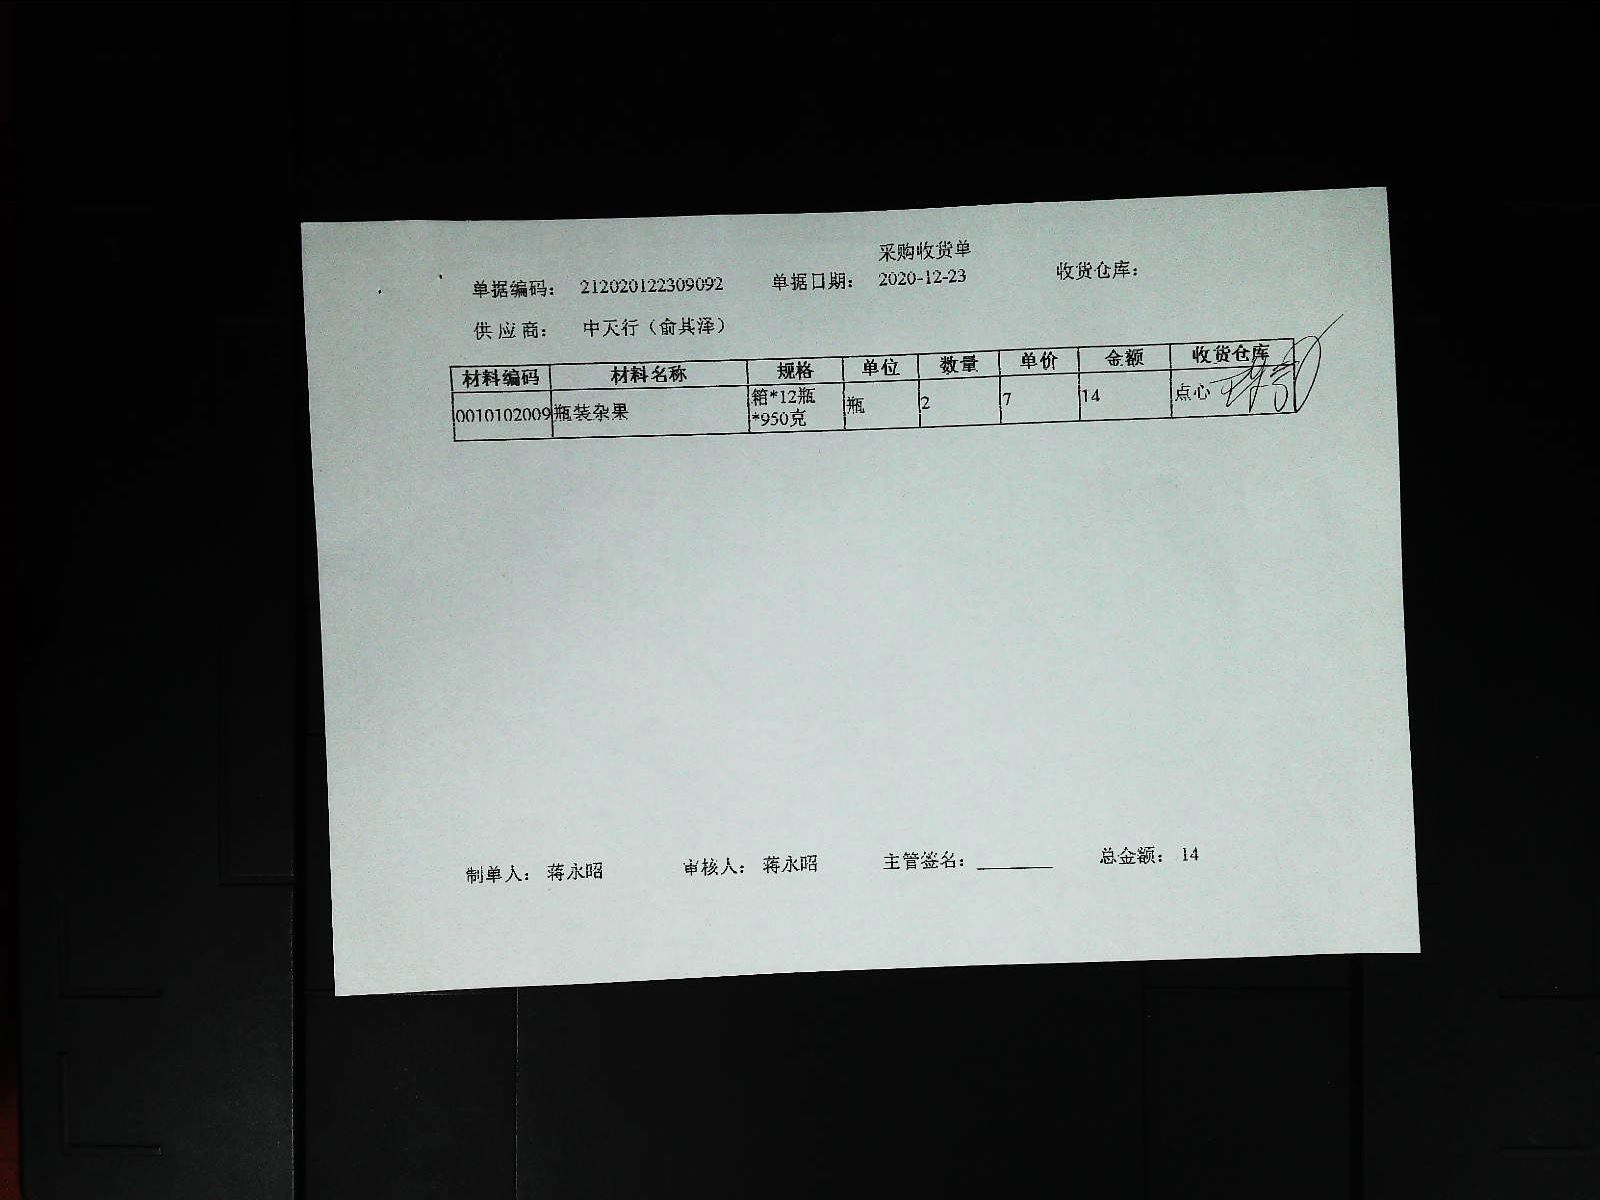 采购收货单
单据编码： 212020122309092 单据日期： 2020-12-23 收货仓库：
供 应 商： 中天行（俞其泽）
材料编码 材料名称 规格 单位 数量 单价 金额 收货仓库
0010102009 瓶装杂果 箱*12瓶 瓶 2 7 14 点心
*950克
制单人： 蒋永昭 审核人： 蒋永昭 主管签名： 总金额： 14